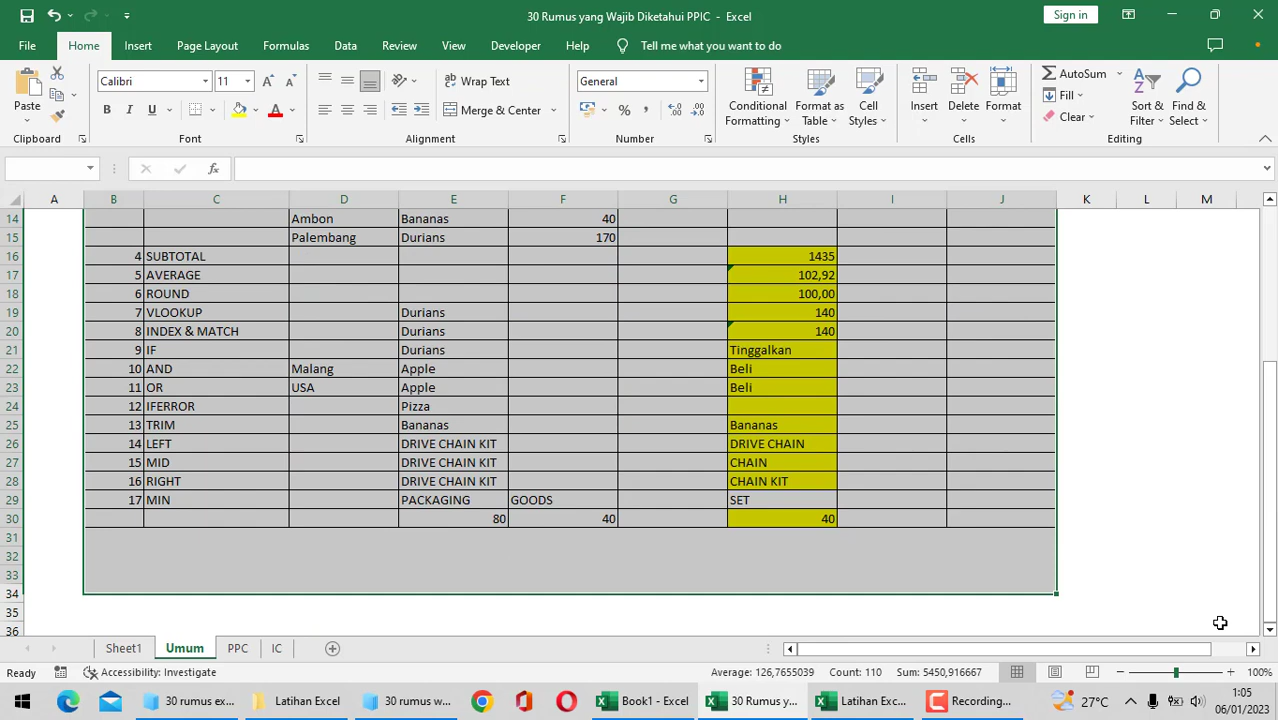 30 Rumus yang Wajib Diketahui PPIC - Excel
Sign in
File Home Insert Page Layout Formulas Data Review View Developer Help Tell me what you want to do
Calibri 11 Wrap Text General AutoSum
Paste Merge & Center Conditional Formatting Format as Table Cell Styles Insert Delete Format Fill Clear Sort & Filter Find & Select
Clipboard Font Alignment Number Styles Cells Editing
A B C D E F G H I J K L M
14 Ambon Bananas 40
15 Palembang Durians 170
16 4 SUBTOTAL 1435
17 5 AVERAGE 102,92
18 6 ROUND 100,00
19 7 VLOOKUP Durians 140
20 8 INDEX & MATCH Durians 140
21 9 IF Durians Tinggalkan
22 10 AND Malang Apple Beli
23 11 OR USA Apple Beli
24 12 IFERROR Pizza
25 13 TRIM Bananas Bananas
26 14 LEFT DRIVE CHAIN KIT DRIVE CHAIN
27 15 MID DRIVE CHAIN KIT CHAIN
28 16 RIGHT DRIVE CHAIN KIT CHAIN KIT
29 17 MIN PACKAGING GOODS SET
30 80 40 40
31
32
33
34
35
36
Sheet1 Umum PPC IC
Ready Accessibility: Investigate Average: 126,7655039 Count: 110 Sum: 5450,916667 100%
30 rumus ex... Latihan Excel 30 rumus w... Book1 - Excel 30 Rumus y... Latihan Exc... Recording... 27°C 1:05
06/01/2023